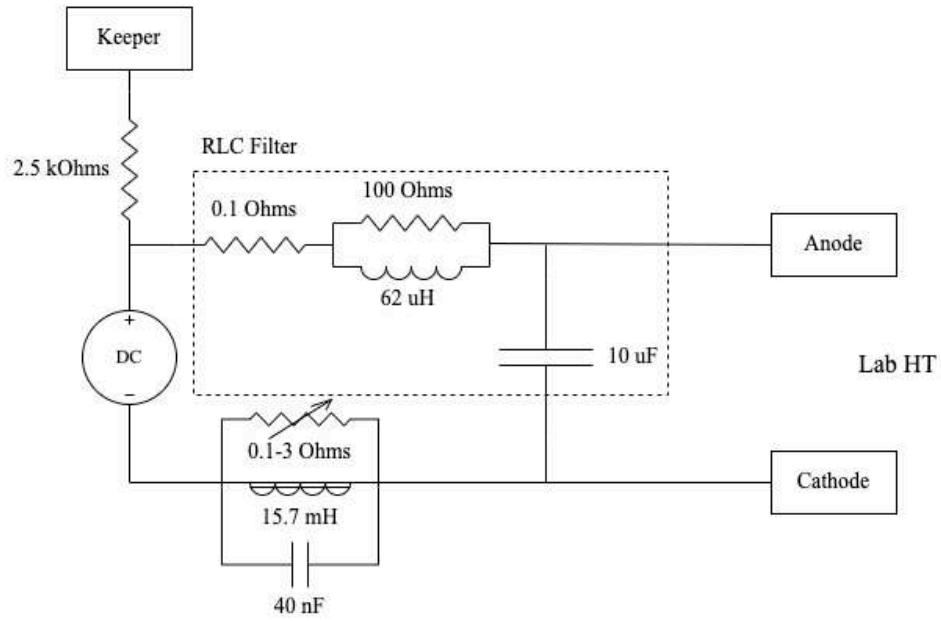 Keeper
2.5 kOhms
RLC Filter
100 Ohms
0.1 Ohms
62 uH
Anode
+
DC
−
10 uF
Lab HT
0.1-3 Ohms
15.7 mH
Cathode
40 nF